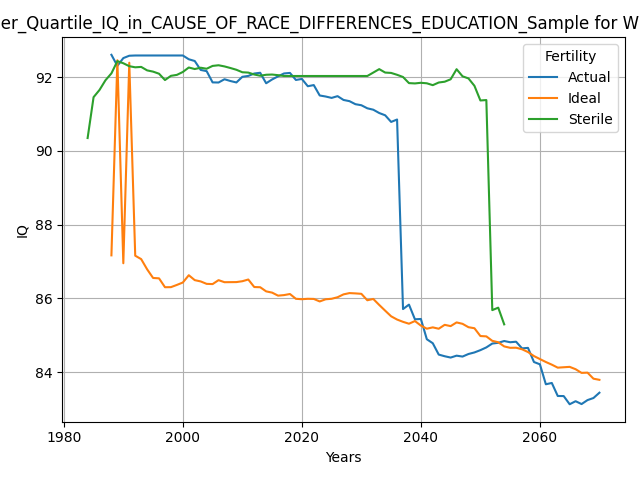 er_Quartile_IQ_in_CAUSE_OF_RACE_DIFFERENCES_EDUCATION_Sample for W
Fertility
Actual
Ideal
Sterile
92
90
88
86
84
IQ
1980
2000
2020
2040
2060
Years